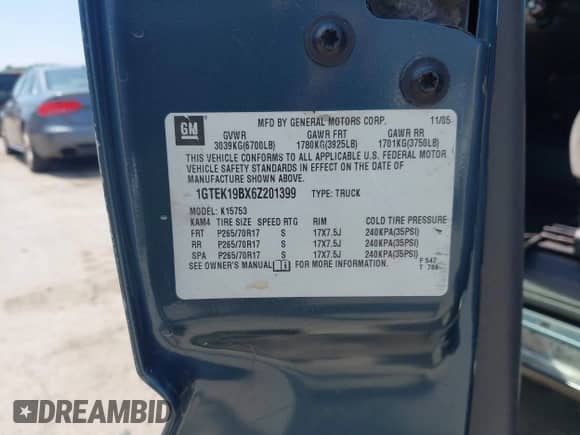 GM
MFD BY GENERAL MOTORS CORP. 11/05
GVWR GAWR FRT GAWR RR
3039KG(6700LB) 1780KG(3925LB) 1701KG(3750LB)
THIS VEHICLE CONFORMS TO ALL APPLICABLE U.S. FEDERAL MOTOR
VEHICLE SAFETY STANDARDS IN EFFECT ON THE DATE OF
MANUFACTURE SHOWN ABOVE.
1GTEK19BX6Z201399 TYPE: TRUCK
MODEL: K15753
KAM4 TIRE SIZE SPEED RTG RIM COLD TIRE PRESSURE
FRT P265/70R17 S 17X7.5J 240KPA(35PSI)
RR P265/70R17 S 17X7.5J 240KPA(35PSI)
SPA P265/70R17 S 17X7.5J 240KPA(35PSI)
SEE OWNER'S MANUAL FOR MORE INFORMATION.
F 547
T 788
DREAMBID